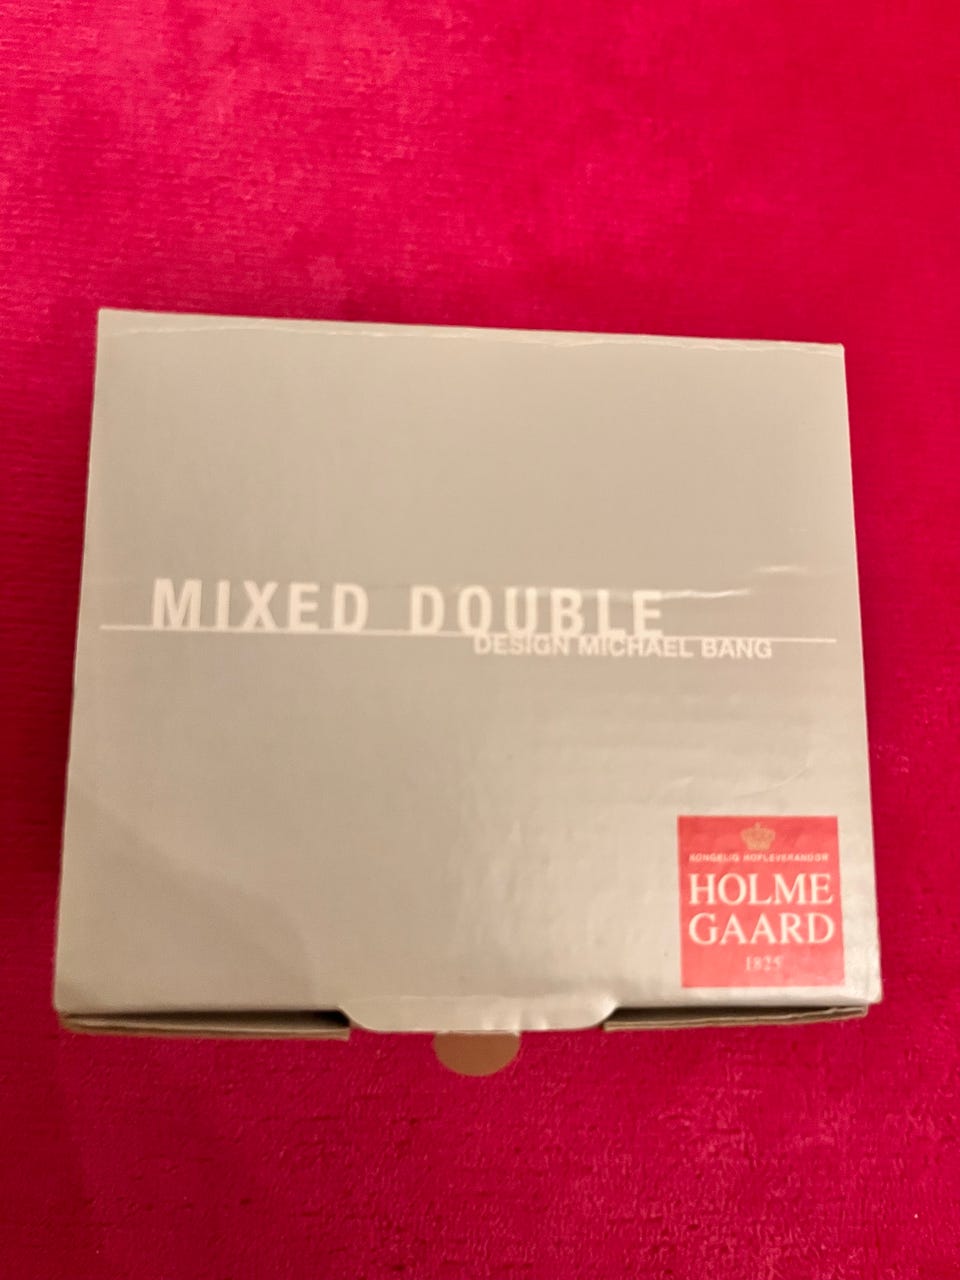 MIXED DOUBLE
DESIGN MICHAEL BANG
KONGELIG HOFLEVERANDØR
HOLME
GAARD
1825